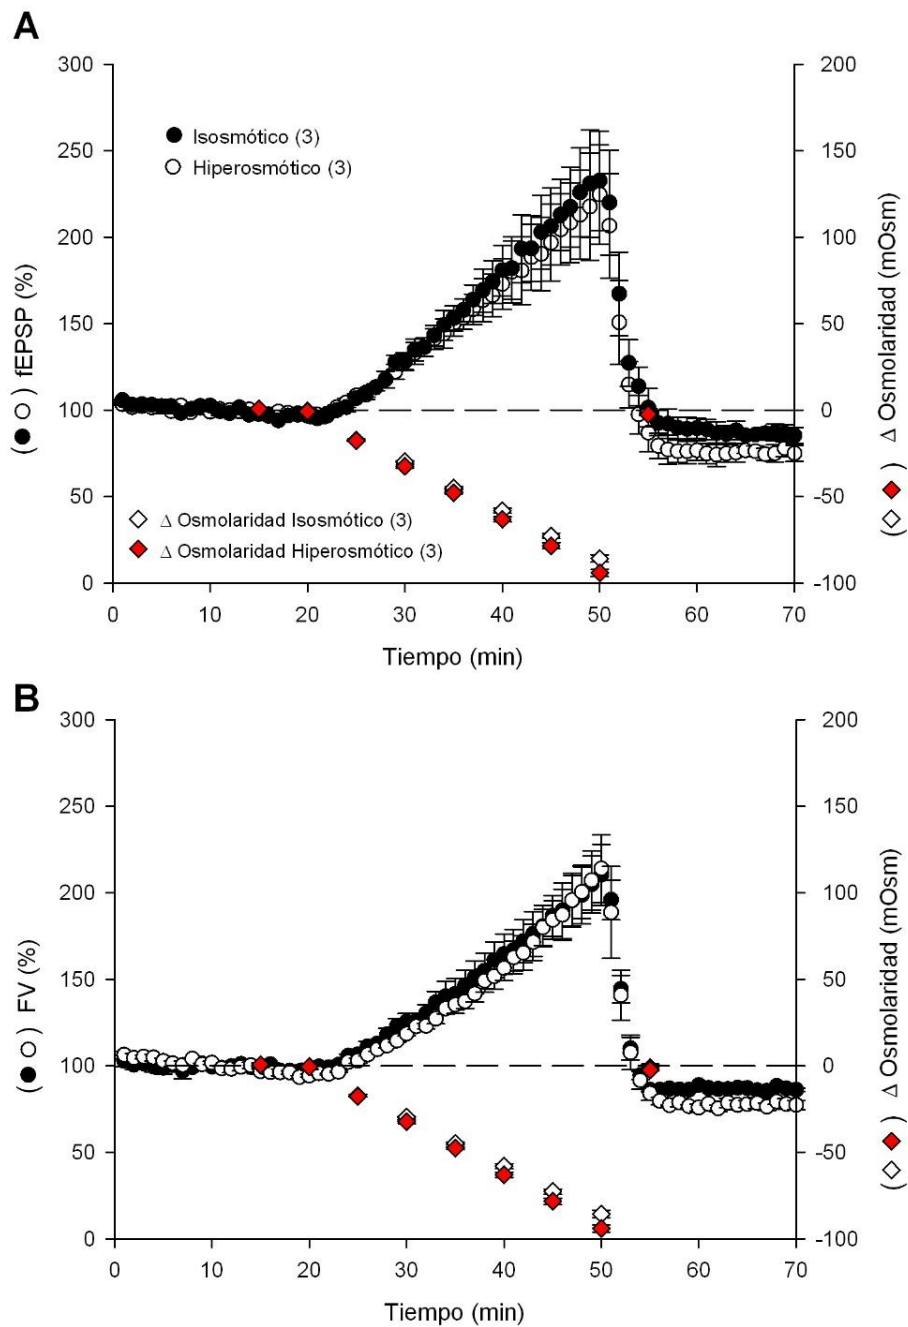 A
300
250
200
150
100
50
0
(● ○) fEPSP (%)
● Isosmótico (3)
○ Hiperosmótico (3)
◇ Δ Osmolaridad Isosmótico (3)
◆ Δ Osmolaridad Hiperosmótico (3)
200
150
100
50
0
-50
-100
(◇ ◆) Δ Osmolaridad (mOsm)
0 10 20 30 40 50 60 70
Tiempo (min)
B
300
250
200
150
100
50
0
(● ○) FV (%)
200
150
100
50
0
-50
-100
(◇ ◆) Δ Osmolaridad (mOsm)
0 10 20 30 40 50 60 70
Tiempo (min)